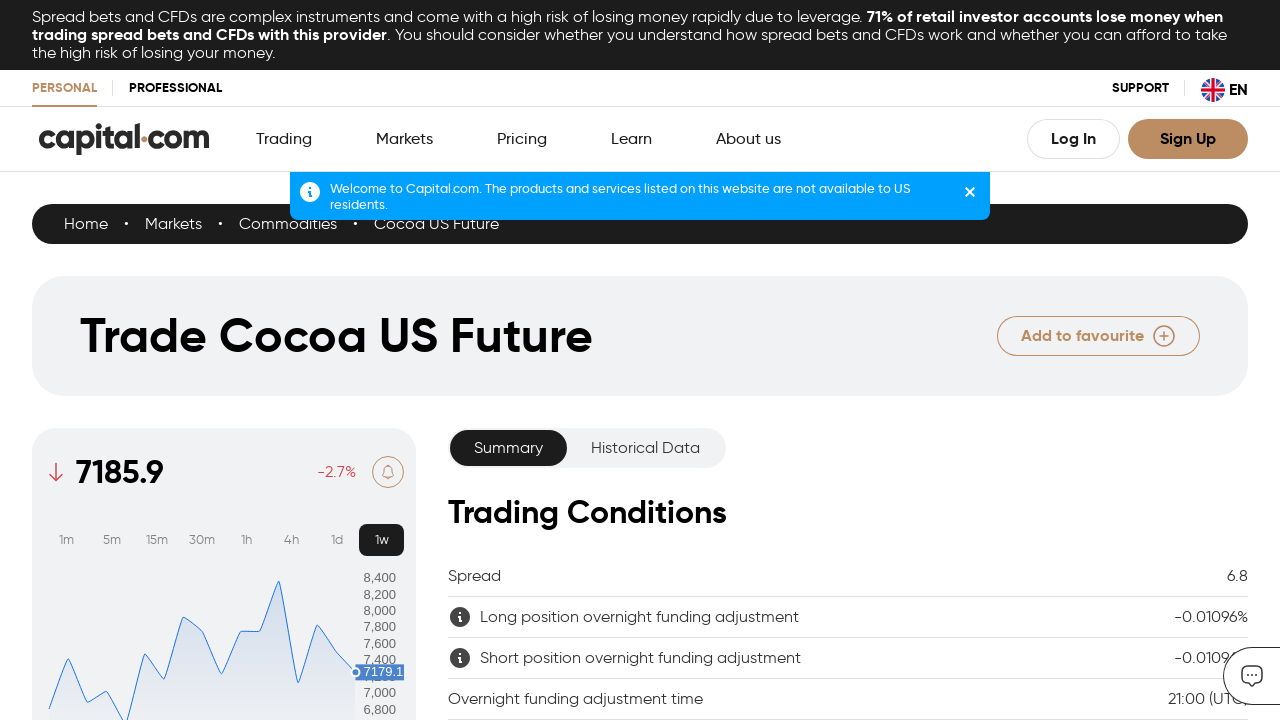 Spread bets and CFDs are complex instruments and come with a high risk of losing money rapidly due to leverage. 71% of retail investor accounts lose money when
trading spread bets and CFDs with this provider. You should consider whether you understand how spread bets and CFDs work and whether you can afford to take
the high risk of losing your money.
PERSONAL PROFESSIONAL SUPPORT EN
capital.com Trading Markets Pricing Learn About us Log In Sign Up
Welcome to Capital.com. The products and services listed on this website are not available to US
residents.
Home • Markets • Commodities • Cocoa US Future
Trade Cocoa US Future Add to favourite
7185.9 -2.7%
Summary Historical Data
Trading Conditions
1m 5m 15m 30m 1h 4h 1d 1w
Spread 6.8
Long position overnight funding adjustment -0.01096%
Short position overnight funding adjustment
Overnight funding adjustment time 21:00 (UTC)
8,400
8,200
8,000
7,800
7,600
7,400
7179.1
7,000
6,800